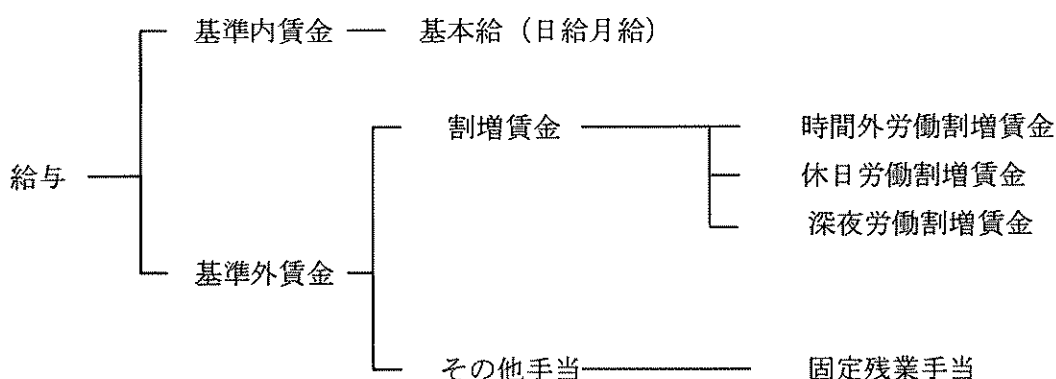 基準内賃金 基本給（日給月給）
割増賃金 時間外労働割増賃金
給与 休日労働割増賃金
深夜労働割増賃金
基準外賃金
その他手当 固定残業手当